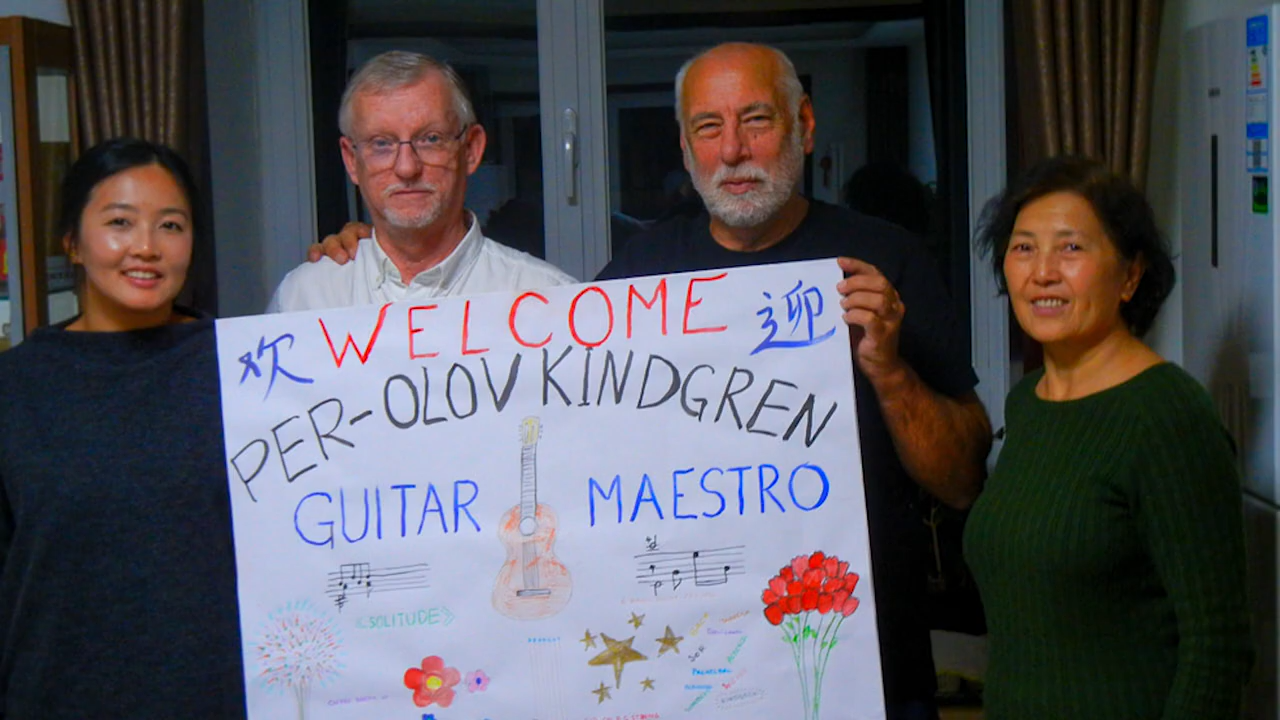 欢 WELCOME 迎
PER-OLOV KINDGREN
GUITAR MAESTRO
<SOLITUDE>